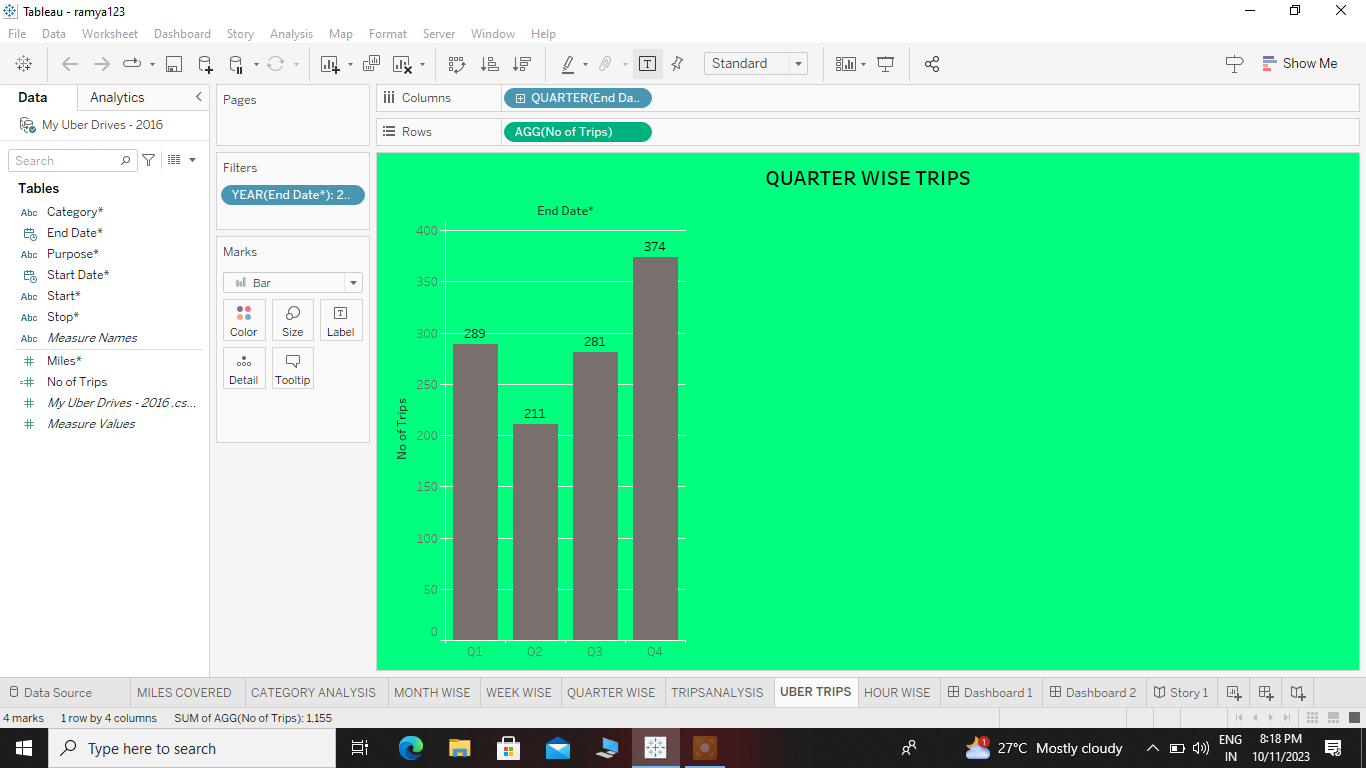 Tableau - ramya123
File Data Worksheet Dashboard Story Analysis Map Format Server Window Help
Standard
Show Me
Data Analytics
My Uber Drives - 2016
Search
Tables
Abc Category*
End Date*
Abc Purpose*
Start Date*
Abc Start*
Abc Stop*
Abc Measure Names
Miles*
No of Trips
My Uber Drives - 2016 .cs...
Measure Values
Pages
Filters
YEAR(End Date*): 2..
Marks
Bar
Color Size Label
Detail Tooltip
Columns QUARTER(End Da..
Rows AGG(No of Trips)
QUARTER WISE TRIPS
End Date*
No of Trips
400
350
300
250
200
150
100
50
0
289
211
281
374
Q1 Q2 Q3 Q4
Data Source MILES COVERED CATEGORY ANALYSIS MONTH WISE WEEK WISE QUARTER WISE TRIPSANALYSIS UBER TRIPS HOUR WISE Dashboard 1 Dashboard 2 Story 1
4 marks 1 row by 4 columns SUM of AGG(No of Trips): 1,155
Type here to search
1
27°C Mostly cloudy
ENG
IN
8:18 PM
10/11/2023